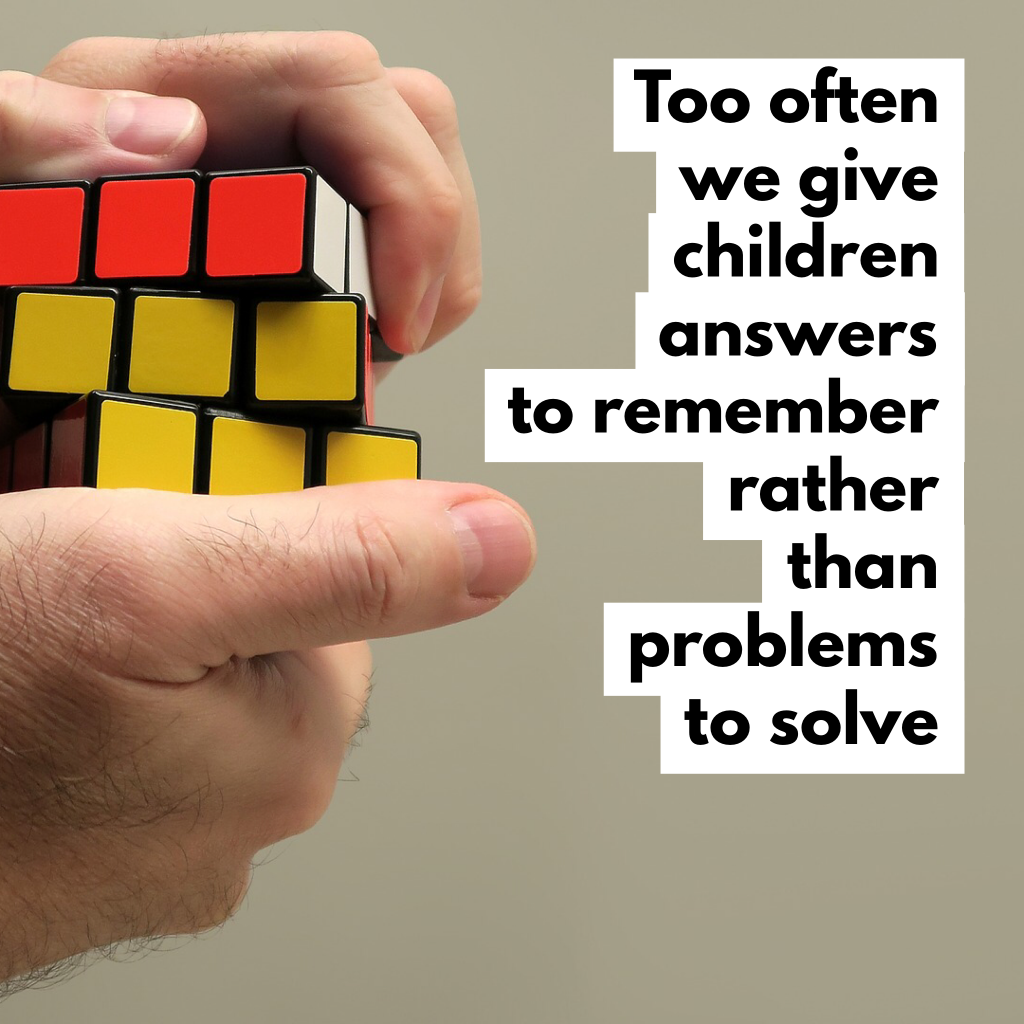 Too often
we give
children
answers
to remember
rather
than
problems
to solve